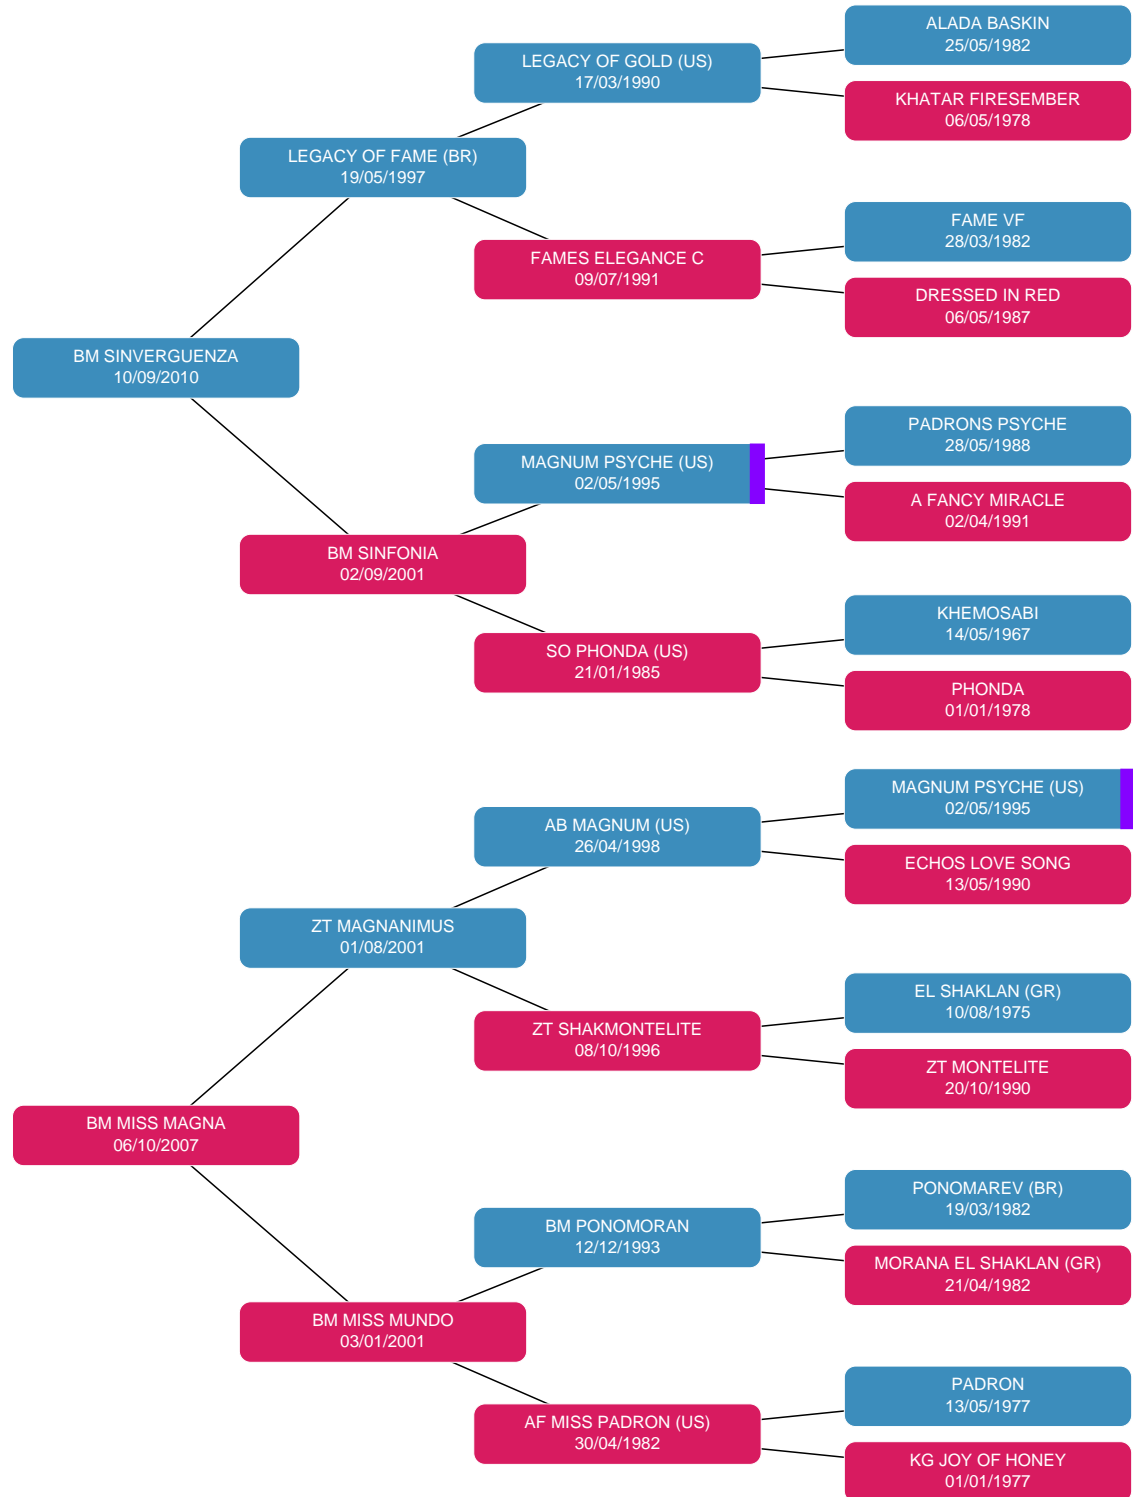 ALADA BASKIN
25/05/1982
LEGACY OF GOLD (US)
17/03/1990
KHATAR FIRESEMBER
06/05/1978
LEGACY OF FAME (BR)
19/05/1997
FAME VF
28/03/1982
FAMES ELEGANCE C
09/07/1991
DRESSED IN RED
06/05/1987
BM SINVERGUENZA
10/09/2010
PADRONS PSYCHE
28/05/1988
MAGNUM PSYCHE (US)
02/05/1995
A FANCY MIRACLE
02/04/1991
BM SINFONIA
02/09/2001
KHEMOSABI
14/05/1967
SO PHONDA (US)
21/01/1985
PHONDA
01/01/1978
MAGNUM PSYCHE (US)
02/05/1995
AB MAGNUM (US)
26/04/1998
ECHOS LOVE SONG
13/05/1990
ZT MAGNANIMUS
01/08/2001
EL SHAKLAN (GR)
10/08/1975
ZT SHAKMONTELITE
08/10/1996
ZT MONTELITE
20/10/1990
BM MISS MAGNA
06/10/2007
PONOMAREV (BR)
19/03/1982
BM PONOMORAN
12/12/1993
MORANA EL SHAKLAN (GR)
21/04/1982
BM MISS MUNDO
03/01/2001
PADRON
13/05/1977
AF MISS PADRON (US)
30/04/1982
KG JOY OF HONEY
01/01/1977